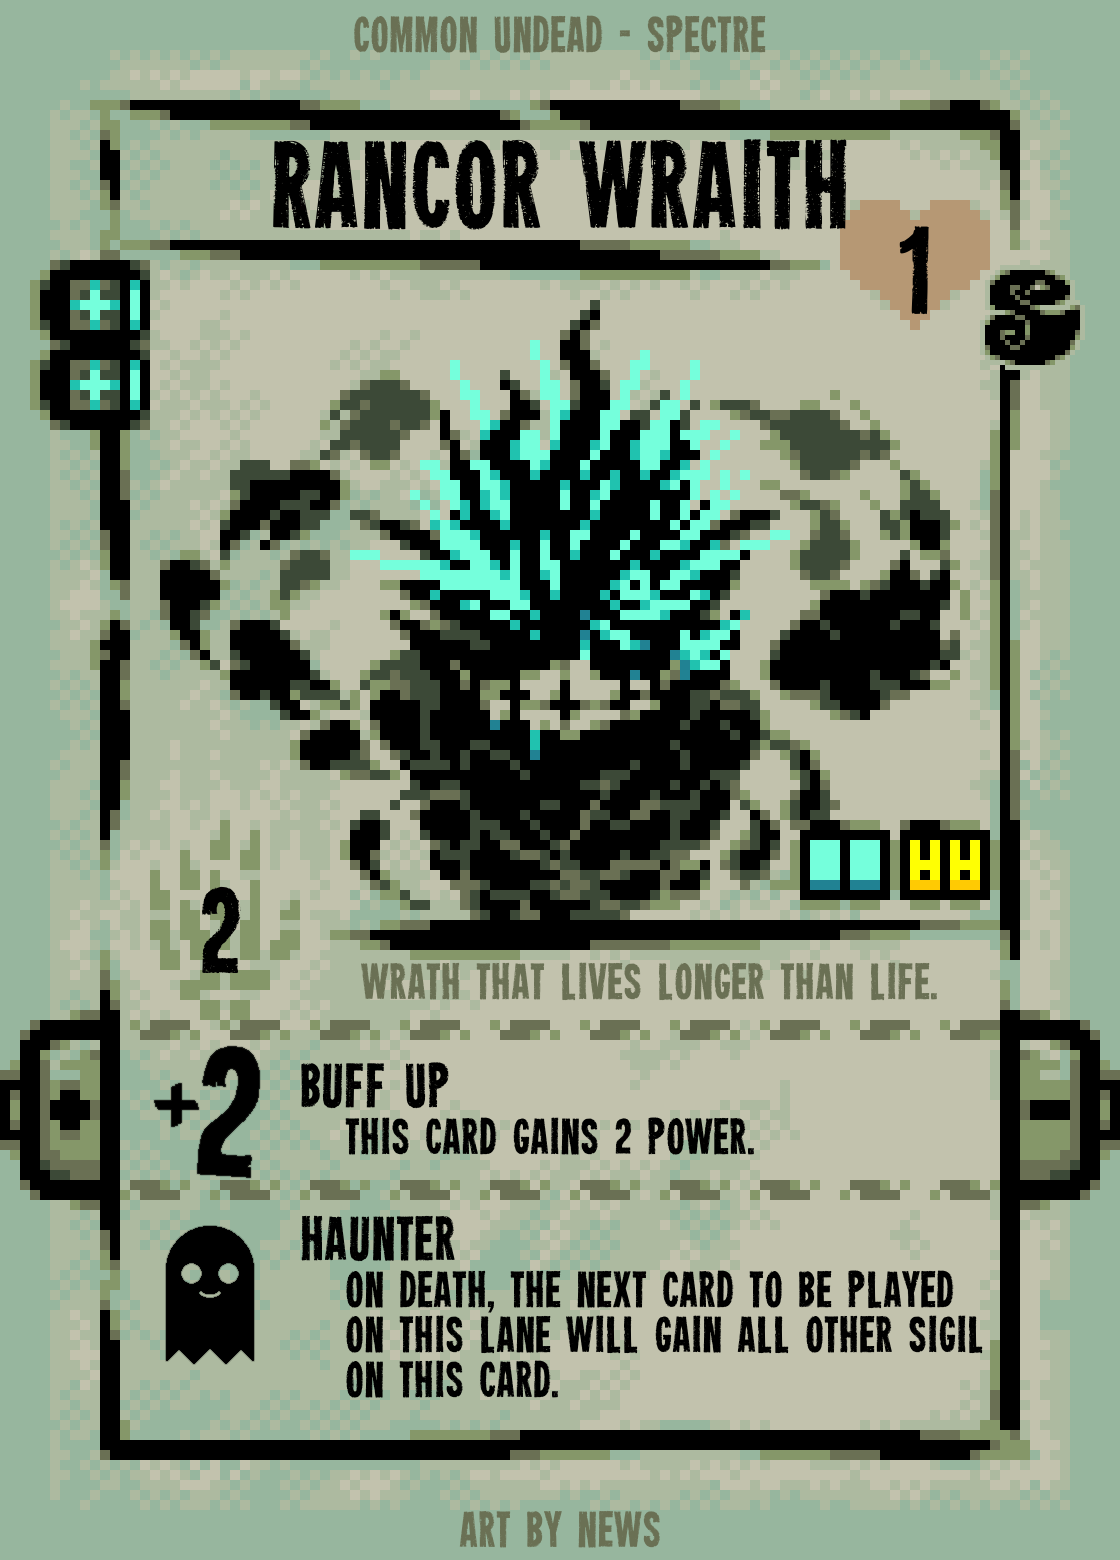 COMMON UNDEAD - SPECTRE
RANCOR WRAITH
1
2
WRATH THAT LIVES LONGER THAN LIFE.
+2
BUFF UP
THIS CARD GAINS 2 POWER.
HAUNTER
ON DEATH, THE NEXT CARD TO BE PLAYED
ON THIS LANE WILL GAIN ALL OTHER SIGIL
ON THIS CARD.
ART BY NEWS